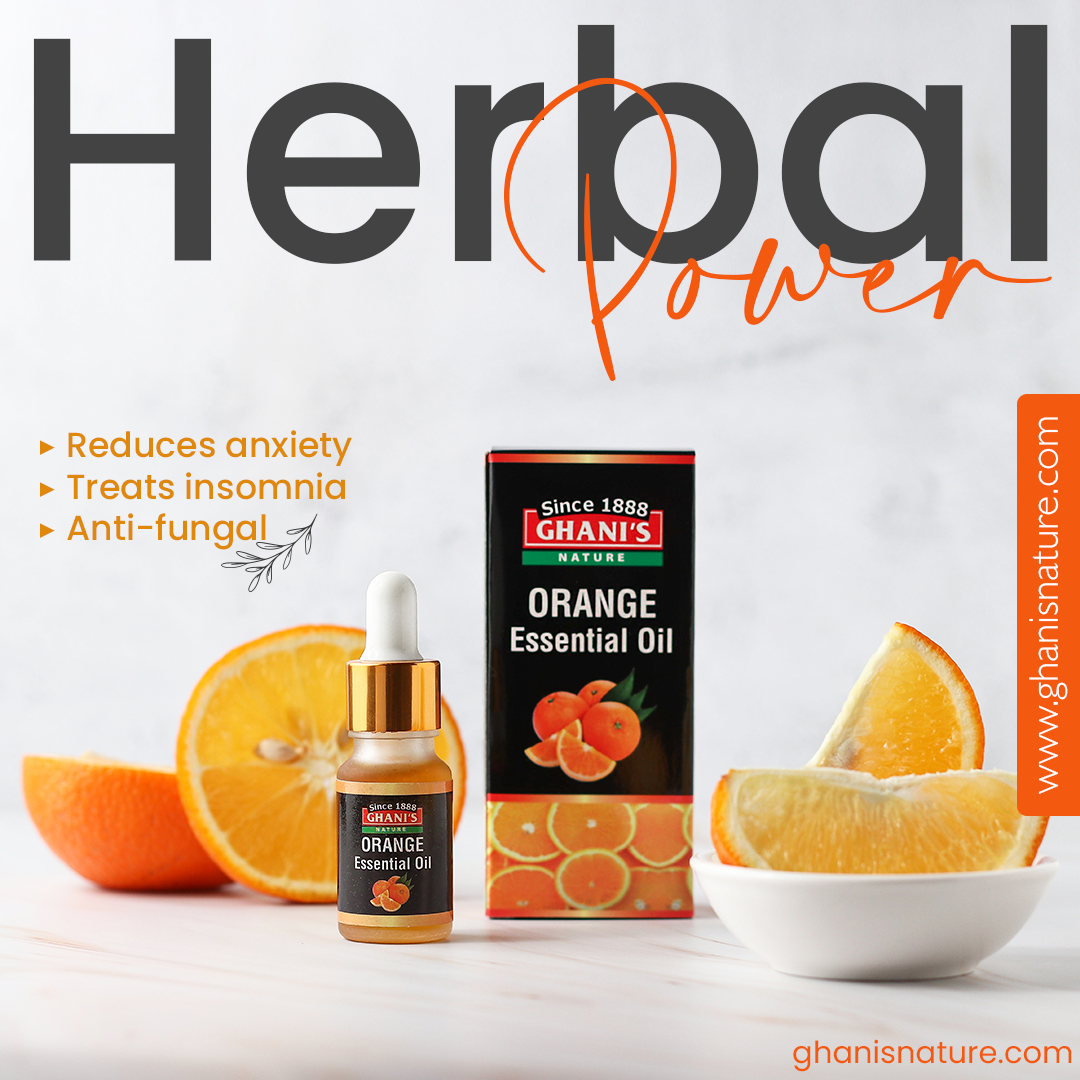 Herbal
Power
▸ Reduces anxiety
▸ Treats insomnia
▸ Anti-fungal
Since 1888
GHANI'S
NATURE
ORANGE
Essential Oil
Since 1888
GHANI'S
NATURE
ORANGE
Essential Oil
www.ghanisnature.com
ghanisnature.com